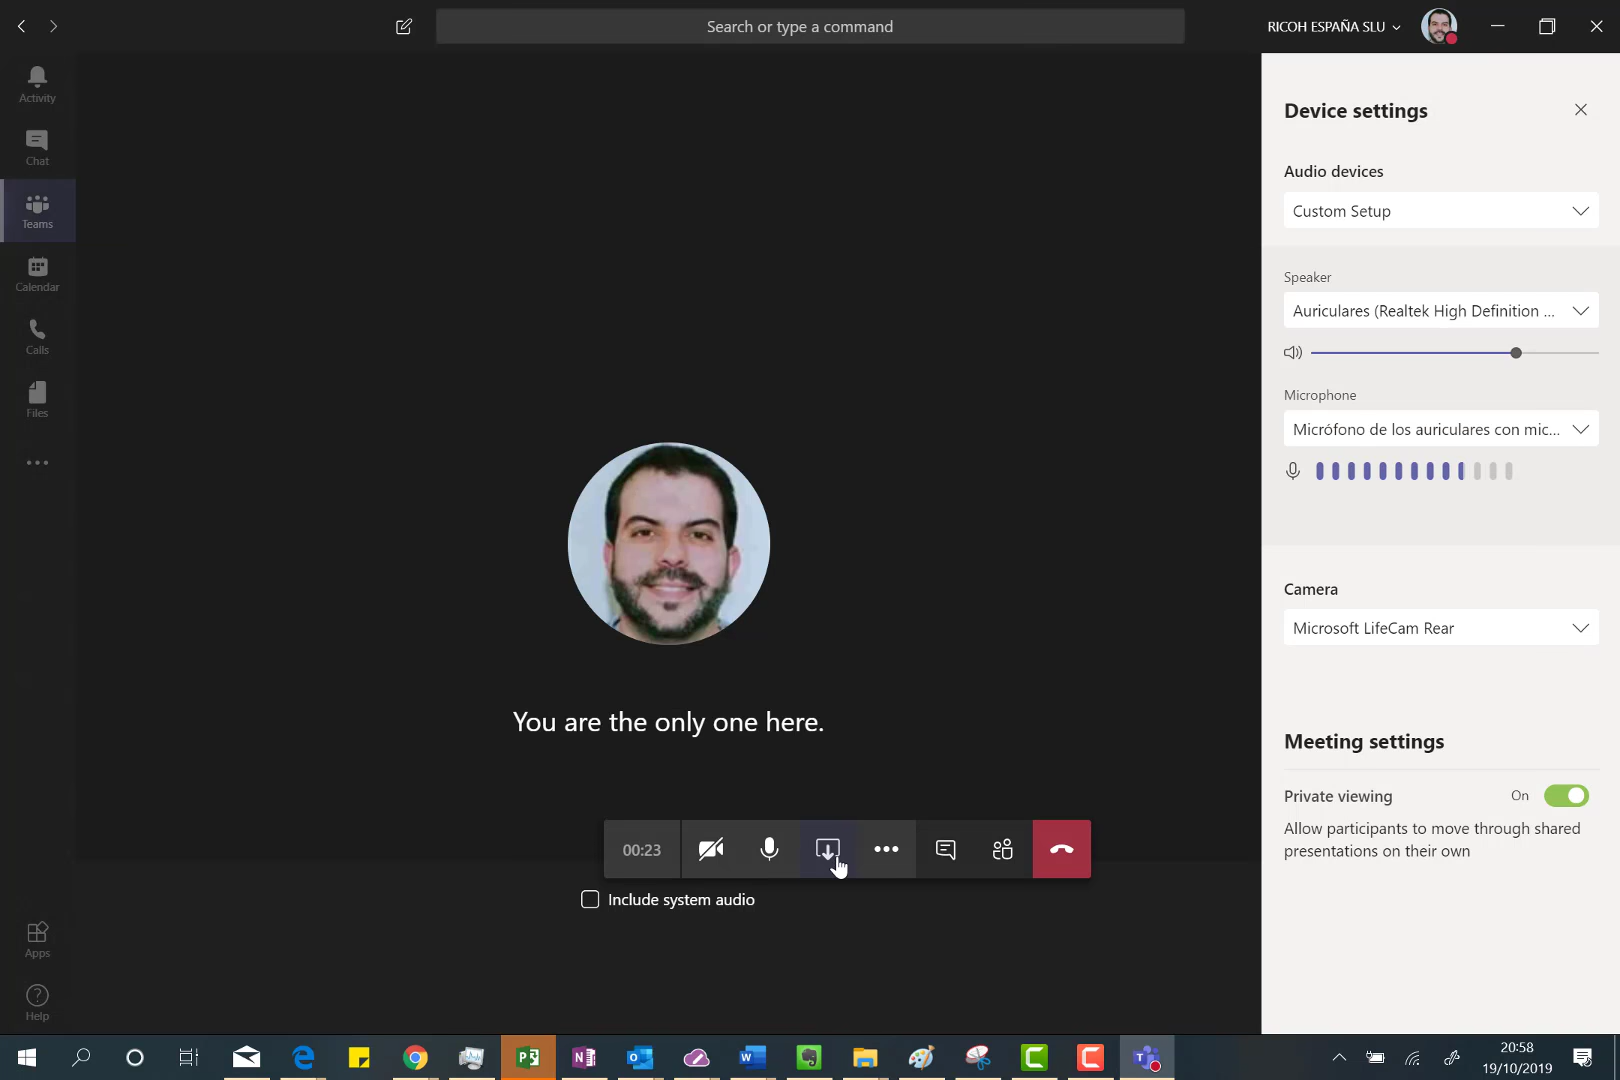 Search or type a command
RICOH ESPAÑA SLU
Activity
Chat
Teams
Calendar
Calls
Files
Apps
Help
You are the only one here.
00:23
Include system audio
Device settings
Audio devices
Custom Setup
Speaker
Auriculares (Realtek High Definition ...
Microphone
Micrófono de los auriculares con mic...
Camera
Microsoft LifeCam Rear
Meeting settings
Private viewing
On
Allow participants to move through shared
presentations on their own
20:58
19/10/2019